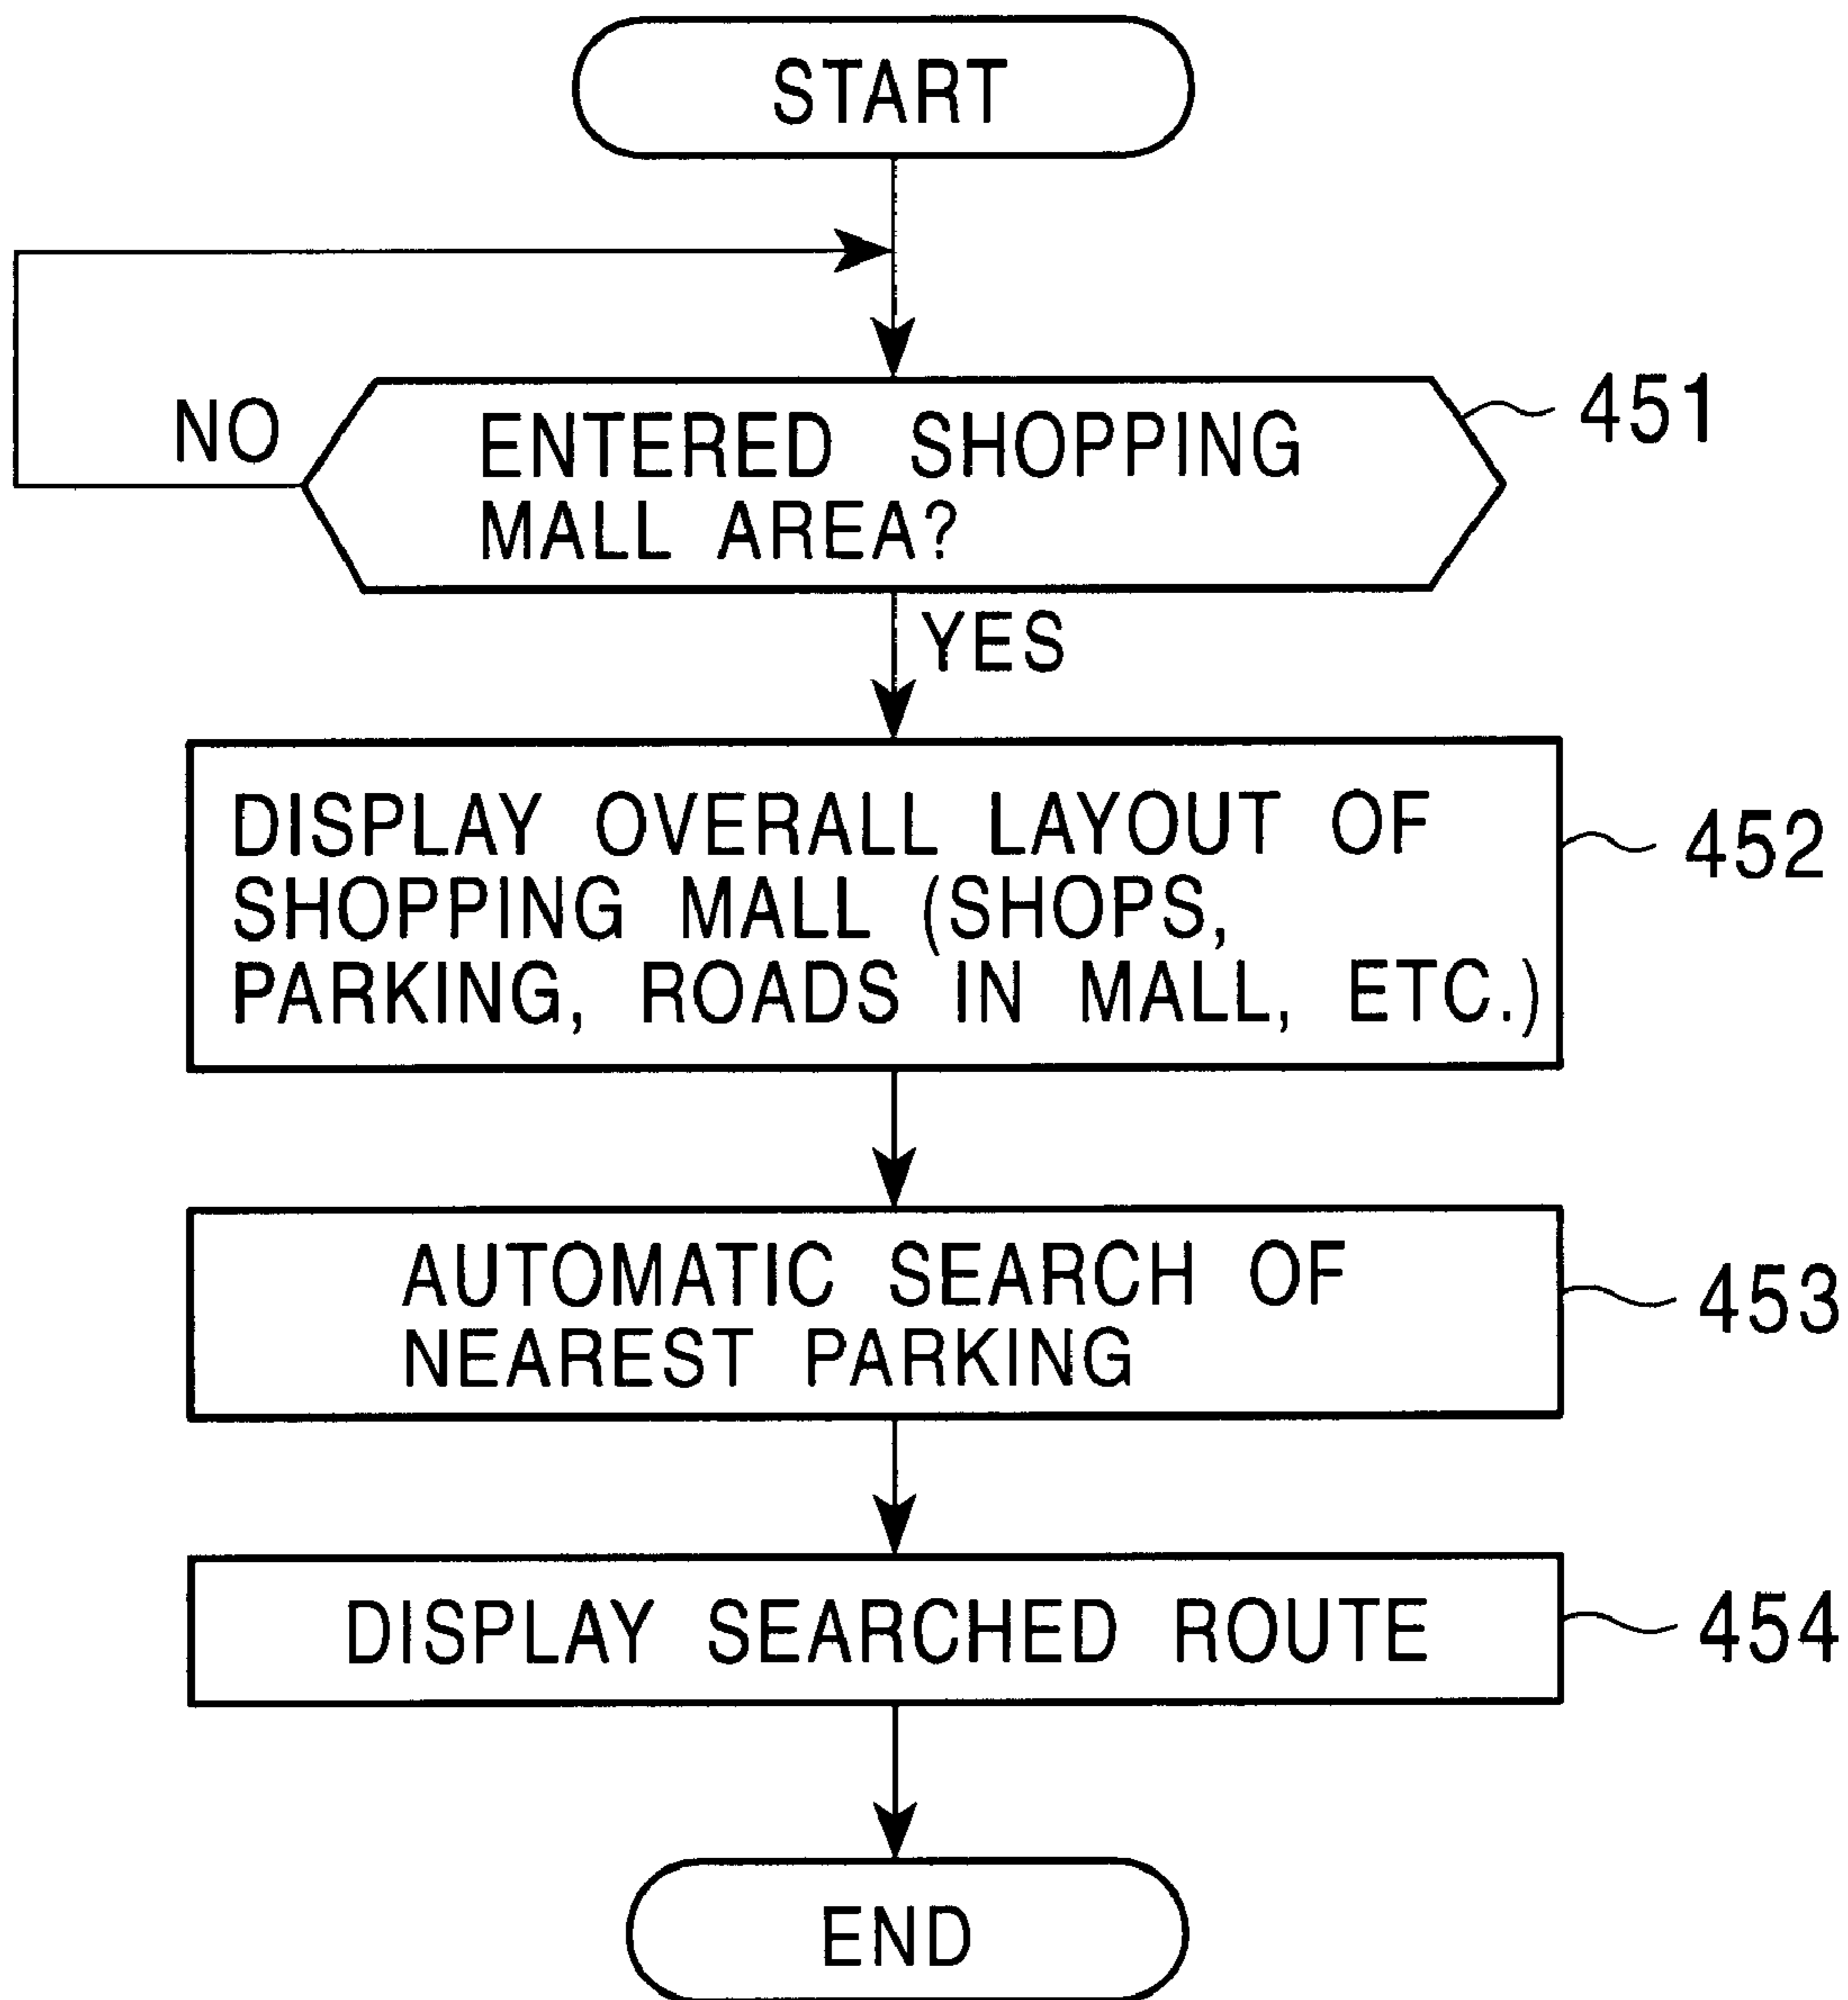 START
NO
ENTERED SHOPPING
MALL AREA?
451
YES
DISPLAY OVERALL LAYOUT OF
SHOPPING MALL (SHOPS,
PARKING, ROADS IN MALL, ETC.)
452
AUTOMATIC SEARCH OF
NEAREST PARKING
453
DISPLAY SEARCHED ROUTE
454
END